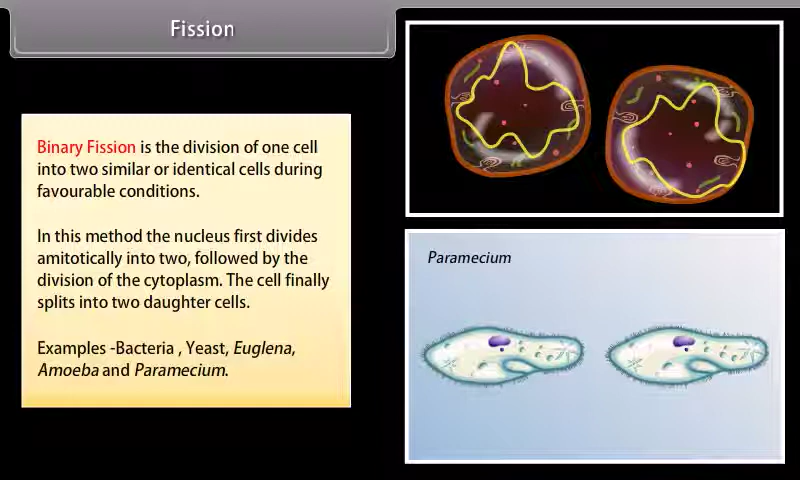 Fission
Binary Fission is the division of one cell
into two similar or identical cells during
favourable conditions.
In this method the nucleus first divides
amitotically into two, followed by the
division of the cytoplasm. The cell finally
splits into two daughter cells.
Examples -Bacteria , Yeast, Euglena,
Amoeba and Paramecium.
Paramecium